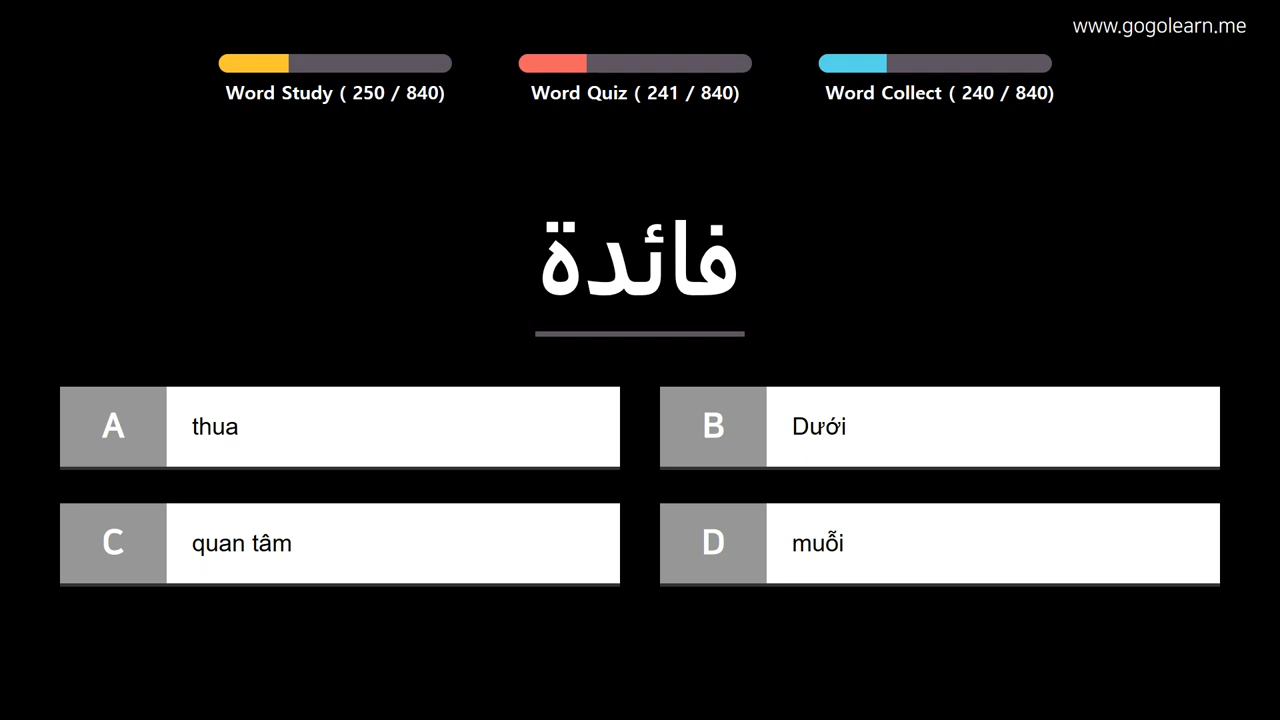 www.gogolearn.me
Word Study ( 250 / 840)
Word Quiz ( 241 / 840)
Word Collect ( 240 / 840)
فائدة
A thua
B Dưới
C quan tâm
D muỗi